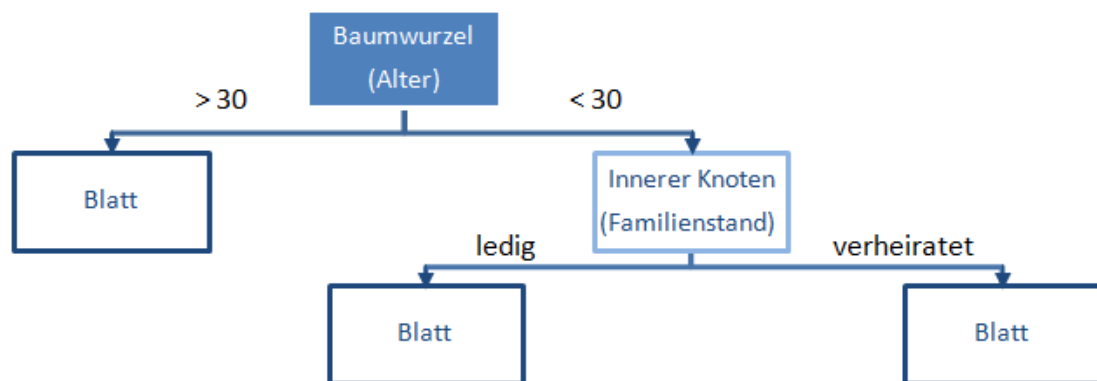 Baumwurzel
(Alter)
> 30
< 30
Blatt
Innerer Knoten
(Familienstand)
ledig
verheiratet
Blatt
Blatt